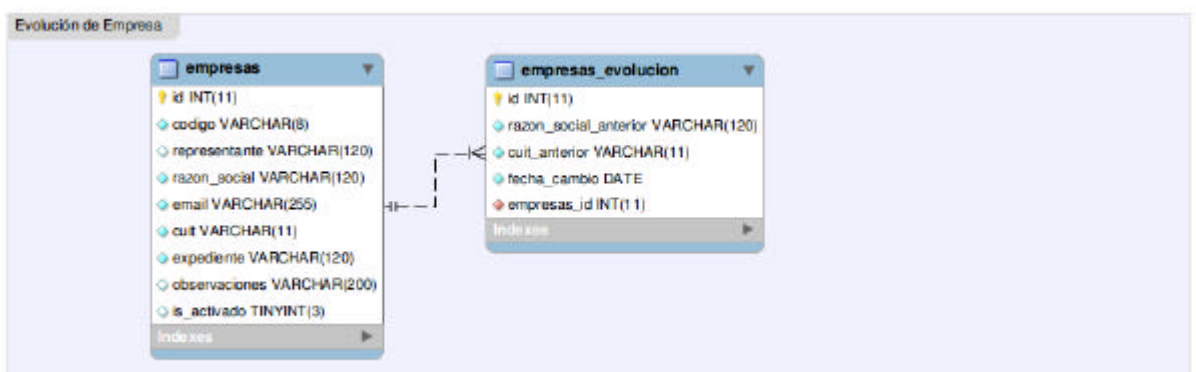 Evolución de Empresa
empresas
id INT(11)
codigo VARCHAR(8)
representante VARCHAR(120)
razon_social VARCHAR(120)
email VARCHAR(255)
cuit VARCHAR(11)
expediente VARCHAR(120)
observaciones VARCHAR(200)
is_activado TINYINT(3)
Indexes
empresas_evolucion
id INT(11)
razon_social_anterior VARCHAR(120)
cuit_anterior VARCHAR(11)
fecha_cambio DATE
empresas_id INT(11)
Indexes